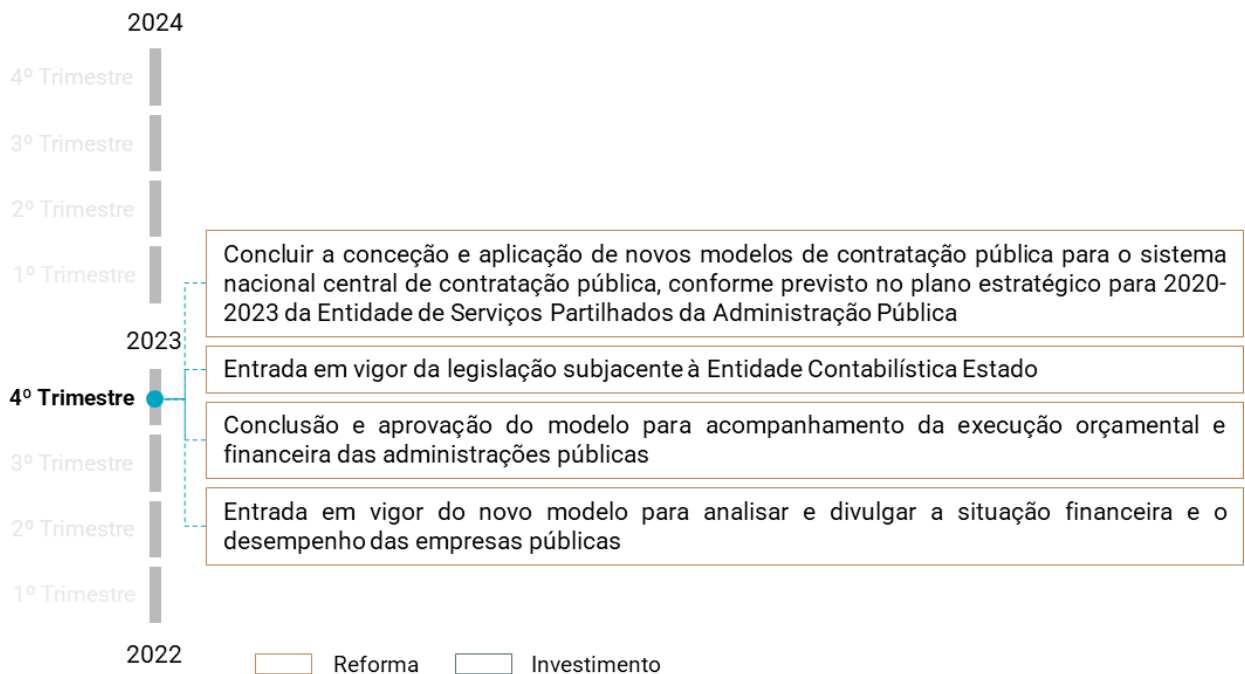 2024
4º Trimestre
3º Trimestre
2º Trimestre
1º Trimestre
Concluir a conceção e aplicação de novos modelos de contratação pública para o sistema
nacional central de contratação pública, conforme previsto no plano estratégico para 2020-
2023 da Entidade de Serviços Partilhados da Administração Pública
2023
Entrada em vigor da legislação subjacente à Entidade Contabilística Estado
4º Trimestre
Conclusão e aprovação do modelo para acompanhamento da execução orçamental e
financeira das administrações públicas
3º Trimestre
2º Trimestre
Entrada em vigor do novo modelo para analisar e divulgar a situação financeira e o
desempenho das empresas públicas
1º Trimestre
2022
Reforma
Investimento